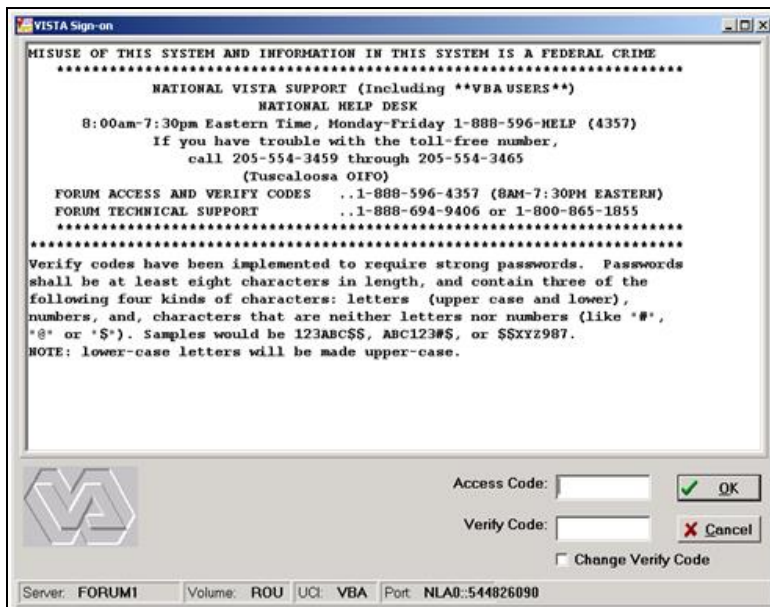 VISTA Sign-on
MISUSE OF THIS SYSTEM AND INFORMATION IN THIS SYSTEM IS A FEDERAL CRIME
***********************************************************************
NATIONAL VISTA SUPPORT (Including **VBA USERS**)
NATIONAL HELP DESK
8:00am-7:30pm Eastern Time, Monday-Friday 1-888-596-HELP (4357)
If you have trouble with the toll-free number,
call 205-554-3459 through 205-554-3465
(Tuscaloosa OIFO)
FORUM ACCESS AND VERIFY CODES ..1-888-596-4357 (8AM-7:30PM EASTERN)
FORUM TECHNICAL SUPPORT ..1-888-694-9406 or 1-800-865-1855
***********************************************************************
**************************************************************************
Verify codes have been implemented to require strong passwords. Passwords
shall be at least eight characters in length, and contain three of the
following four kinds of characters: letters (upper case and lower),
numbers, and, characters that are neither letters nor numbers (like "#",
"@" or "$"). Samples would be 123ABC$$, ABC123#$, or $$XYZ987.
NOTE: lower-case letters will be made upper-case.
Access Code:
OK
Verify Code:
Cancel
Change Verify Code
Server: FORUM1 Volume: ROU UCI: VBA Port: NLA0::544826090